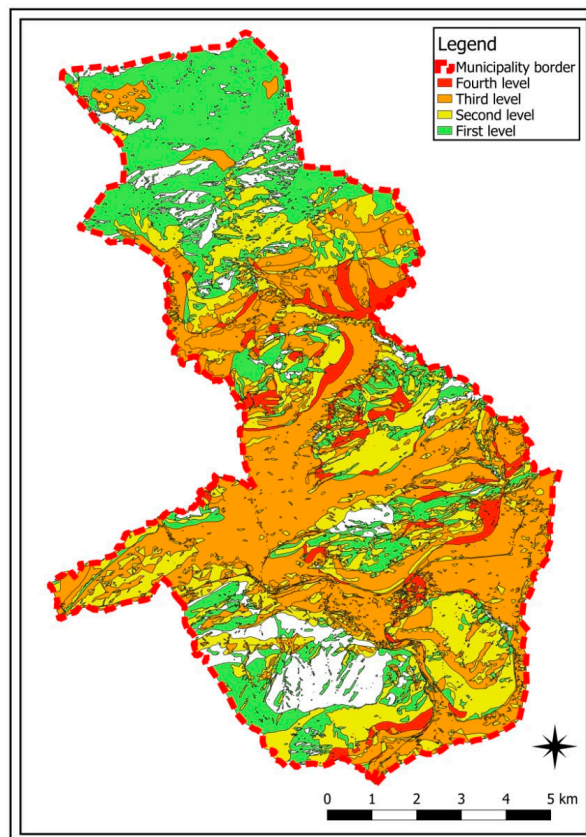 Legend
Municipality border
Fourth level
Third level
Second level
First level
0 1 2 3 4 5 km